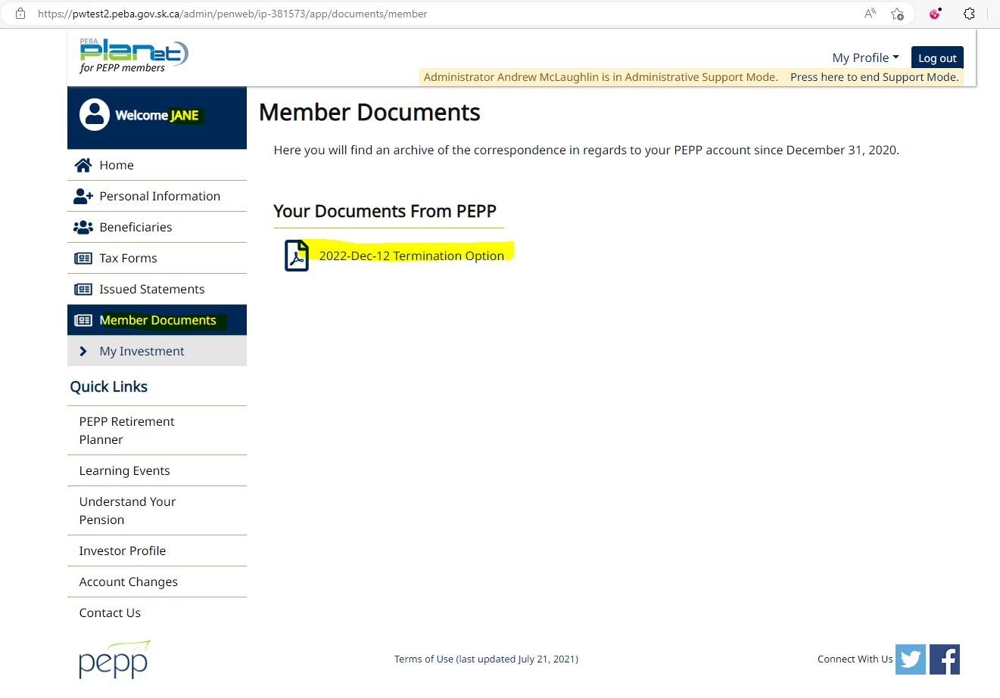 https://pwtest2.peba.gov.sk.ca/admin/penweb/ip-381573/app/documents/member
PEBA
planet
for PEPP members
My Profile
Log out
Administrator Andrew McLaughlin is in Administrative Support Mode. Press here to end Support Mode.
Welcome JANE
Member Documents
Here you will find an archive of the correspondence in regards to your PEPP account since December 31, 2020.
Home
Personal Information
Beneficiaries
Tax Forms
Issued Statements
Member Documents
My Investment
Your Documents From PEPP
2022-Dec-12 Termination Option
Quick Links
PEPP Retirement
Planner
Learning Events
Understand Your
Pension
Investor Profile
Account Changes
Contact Us
pepp
Terms of Use (last updated July 21, 2021)
Connect With Us